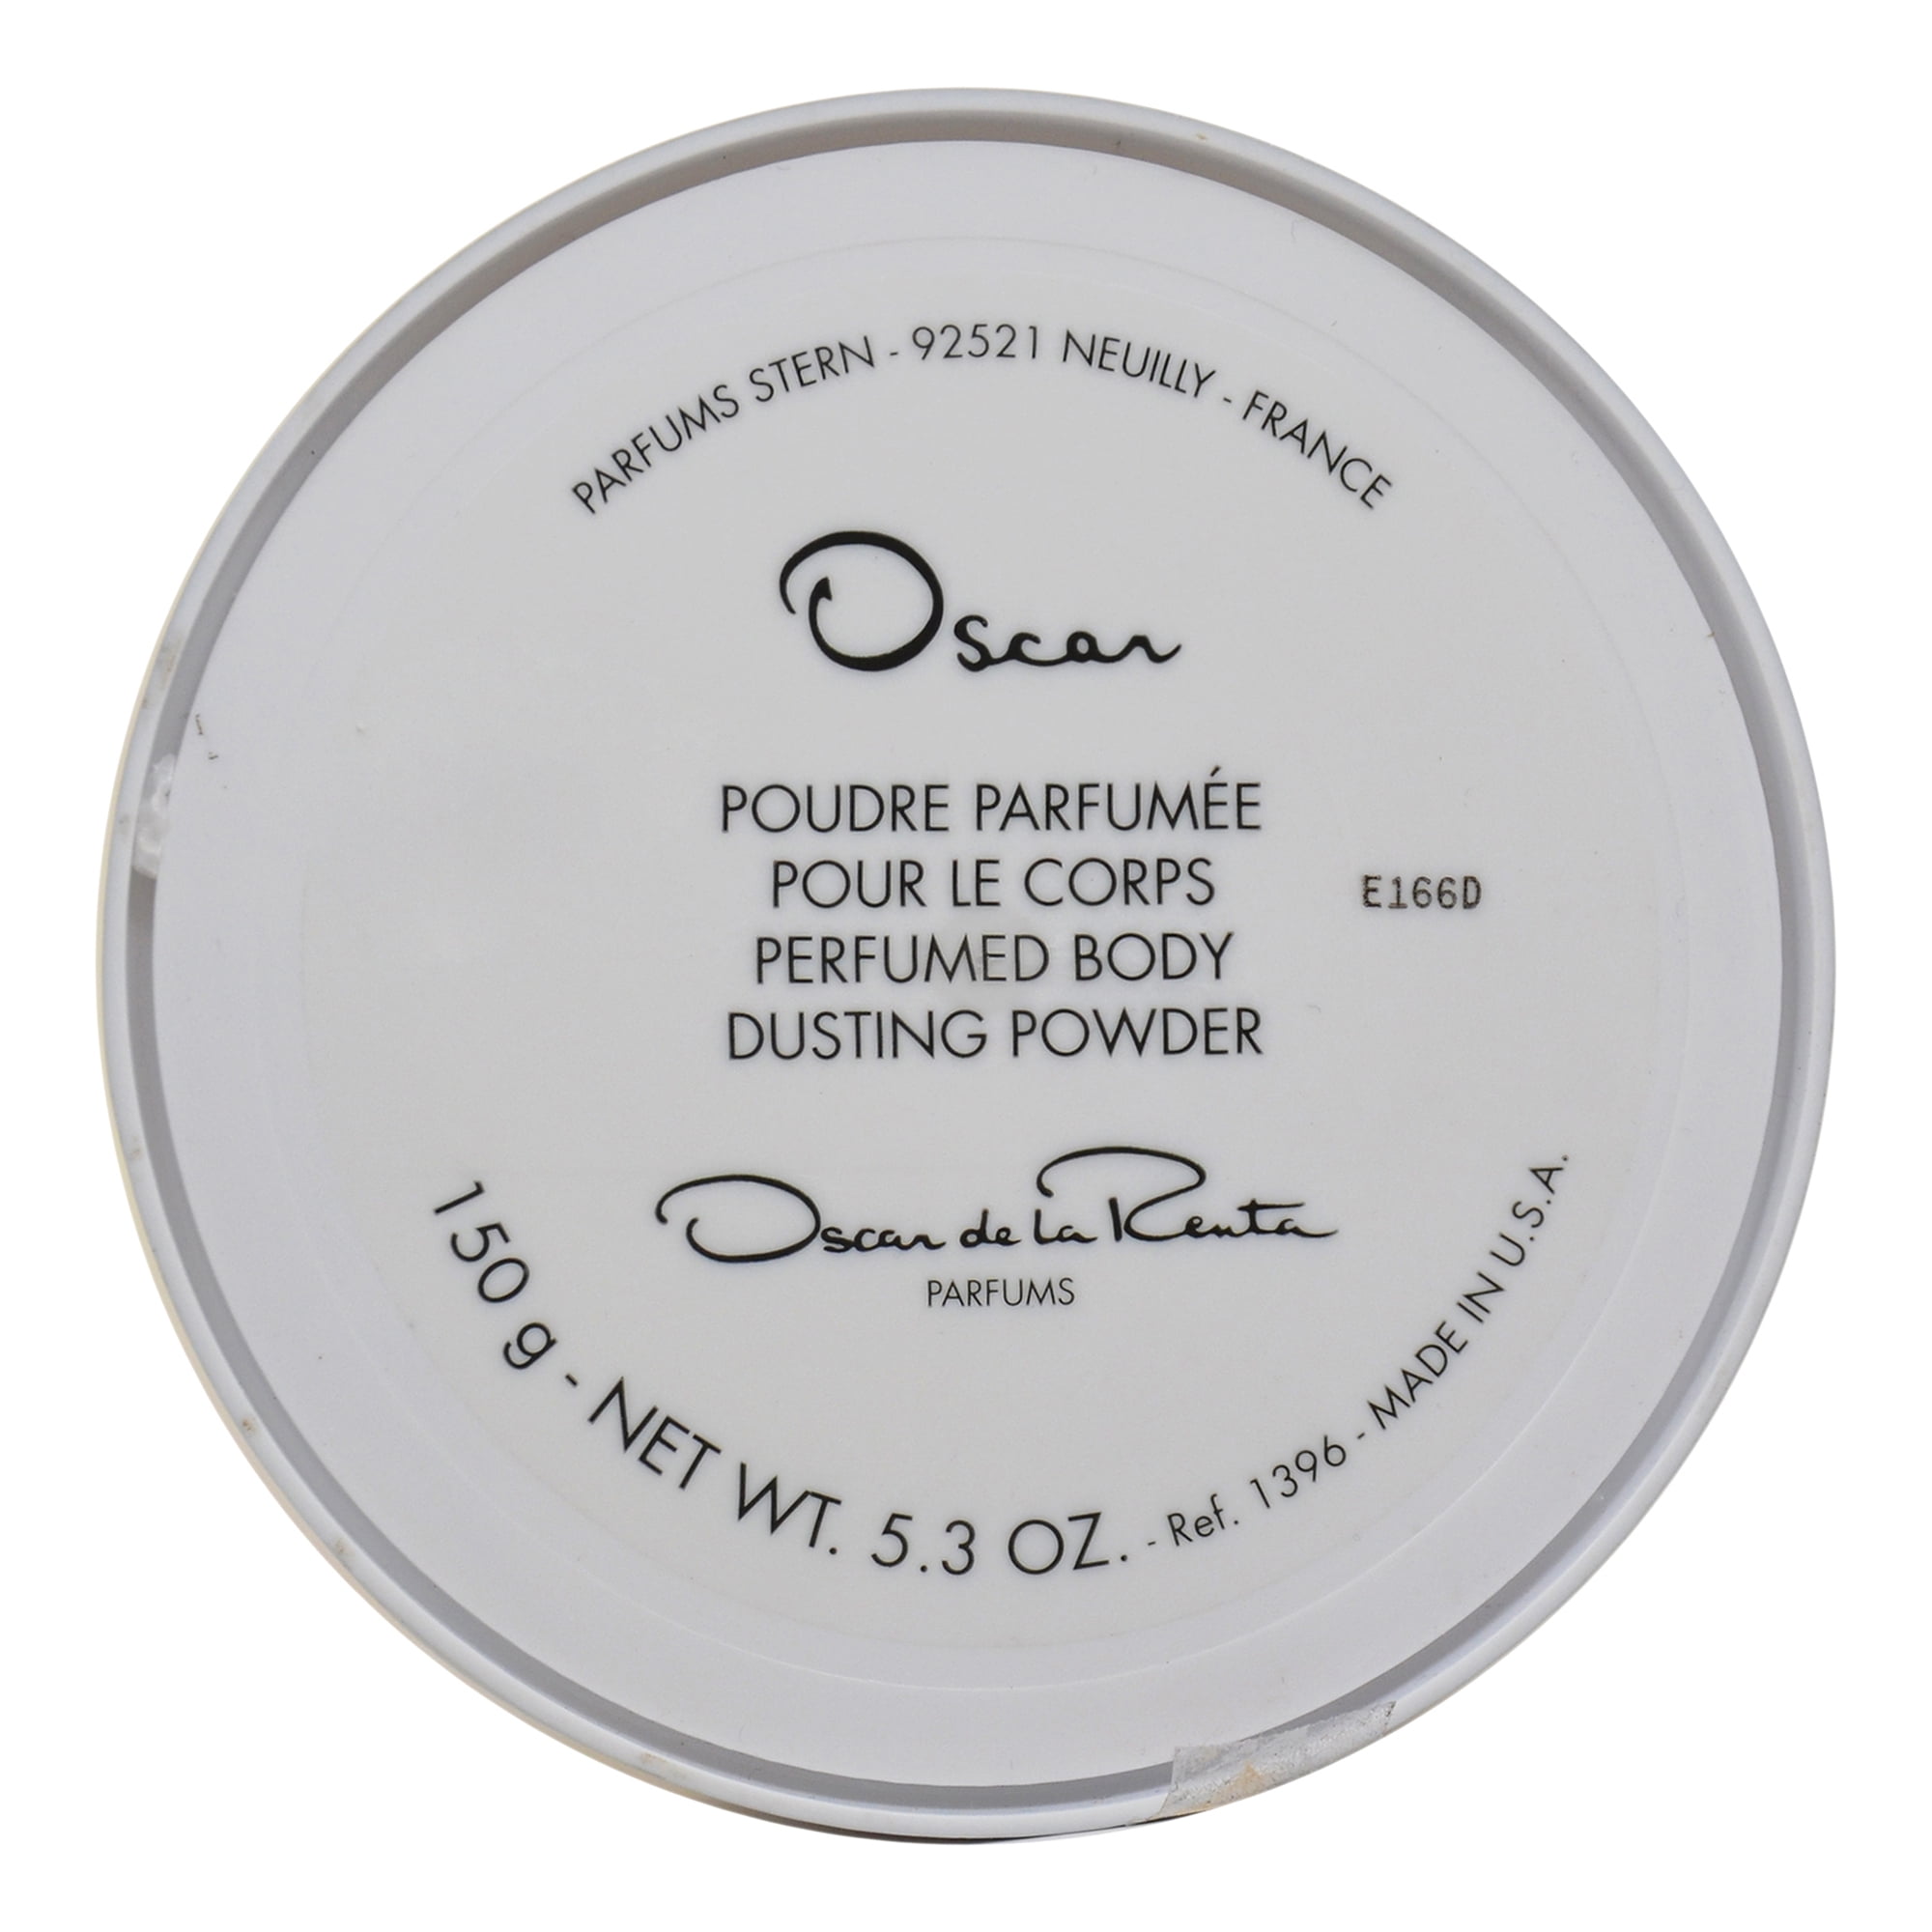 PARFUMS STERN - 92521 NEUILLY - FRANCE
Oscar
POUDRE PARFUMÉE
POUR LE CORPS
PERFUMED BODY
DUSTING POWDER
E166D
Oscar de la Renta
PARFUMS
150 g - NET WT. 5.3 OZ. - Ref. 1396 - MADE IN U.S.A.